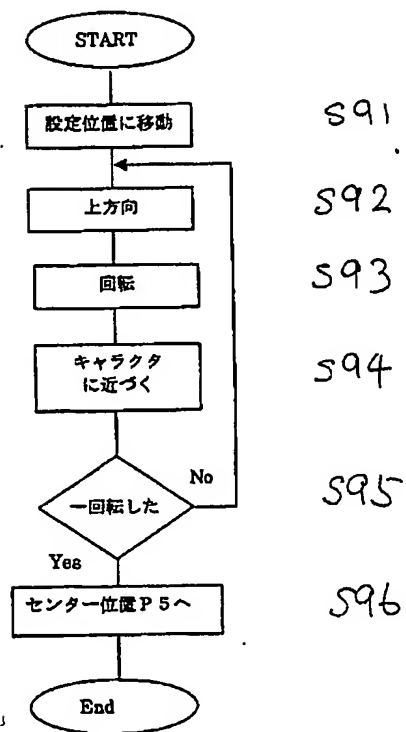 START
設定位置に移動
S91
上方向
S92
回転
S93
キャラクタ
に近づく
S94
No
一回転した
S95
Yes
センター位置P5へ
S96
End